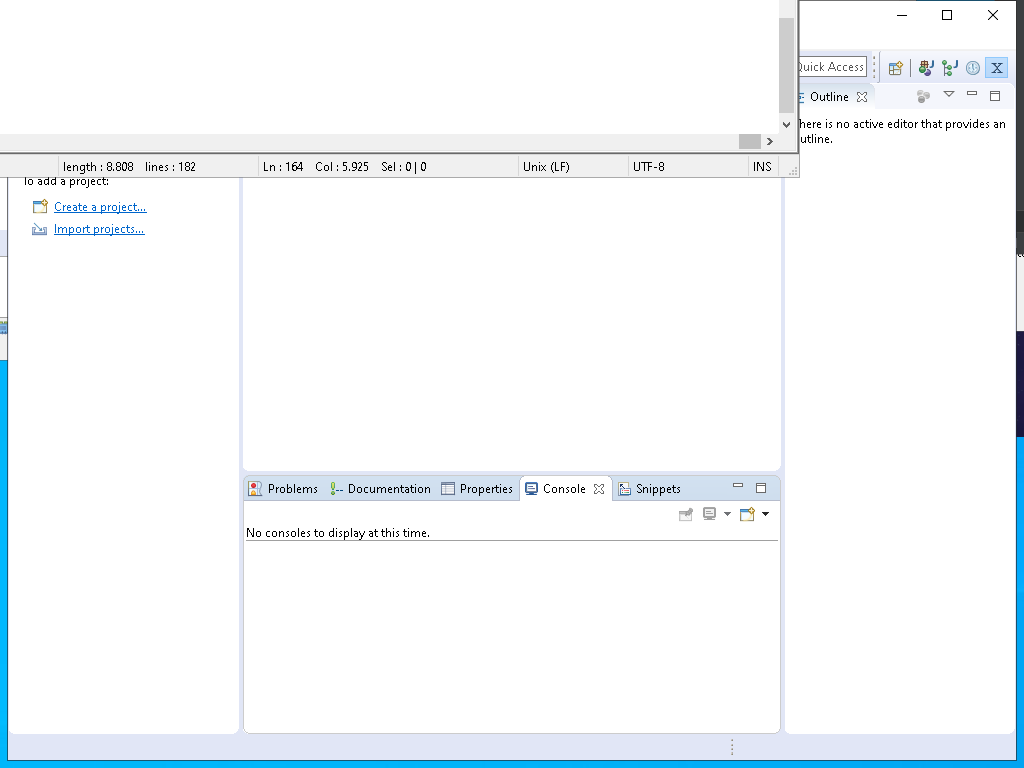 Quick Access
X
Outline
here is no active editor that provides an
utline.
length : 8.808 lines : 182 Ln : 164 Col : 5.925 Sel : 0 | 0 Unix (LF) UTF-8 INS
To add a project:
Create a project...
Import projects...
Problems Documentation Properties Console Snippets
No consoles to display at this time.